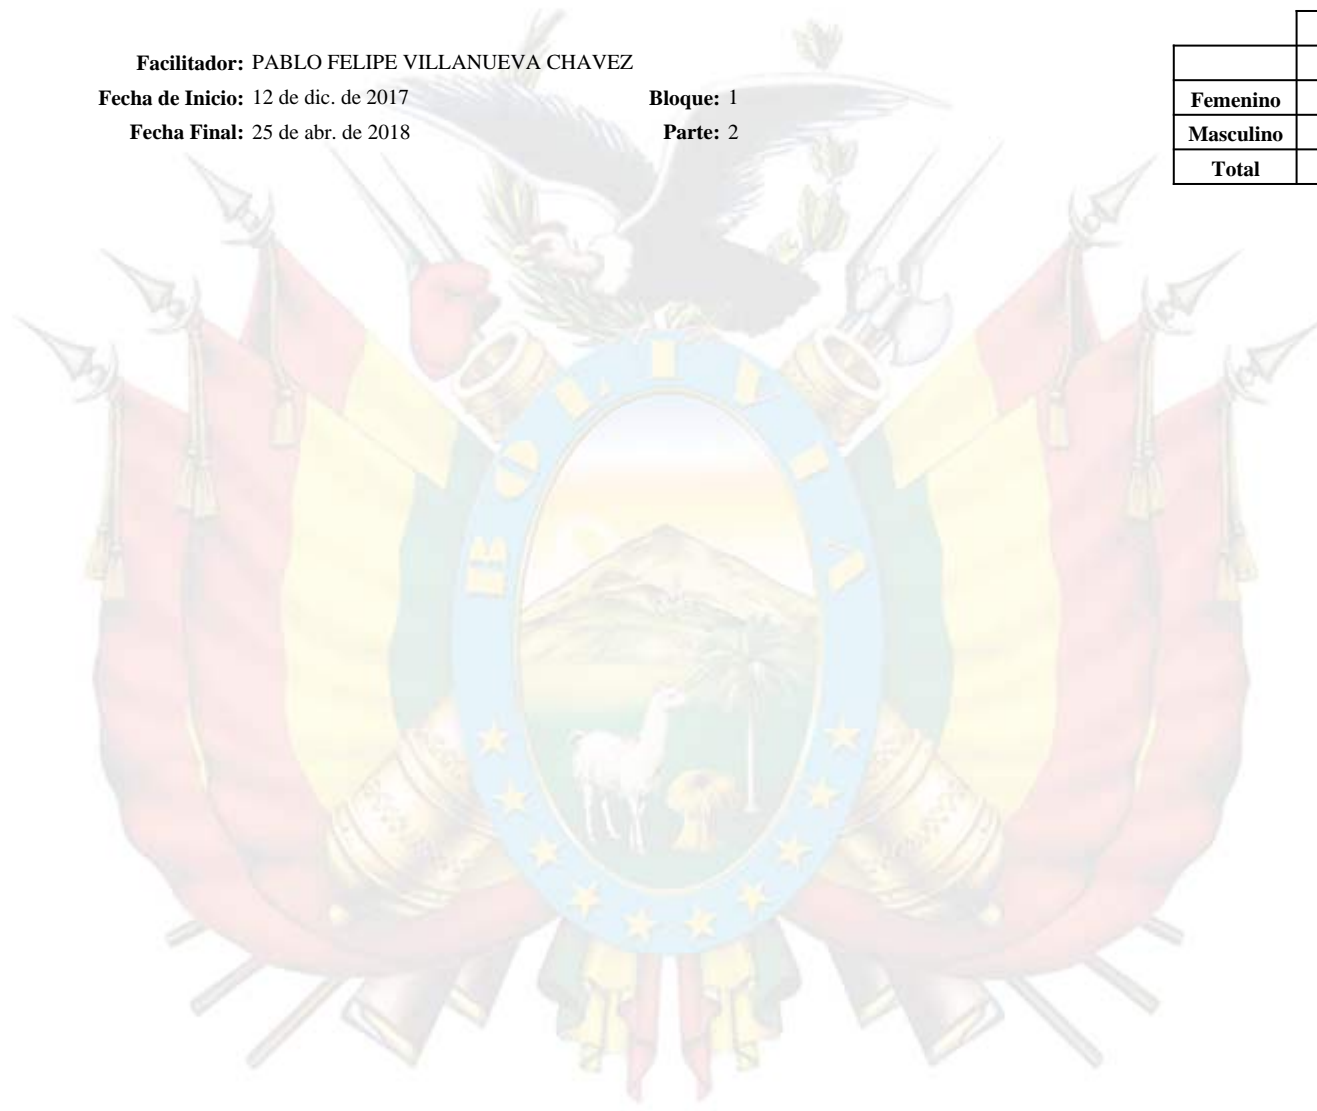 Facilitador: PABLO FELIPE VILLANUEVA CHAVEZ
Fecha de Inicio: 12 de dic. de 2017 Bloque: 1
Fecha Final: 25 de abr. de 2018 Parte: 2
Femenino
Masculino
Total
BOLIVIA